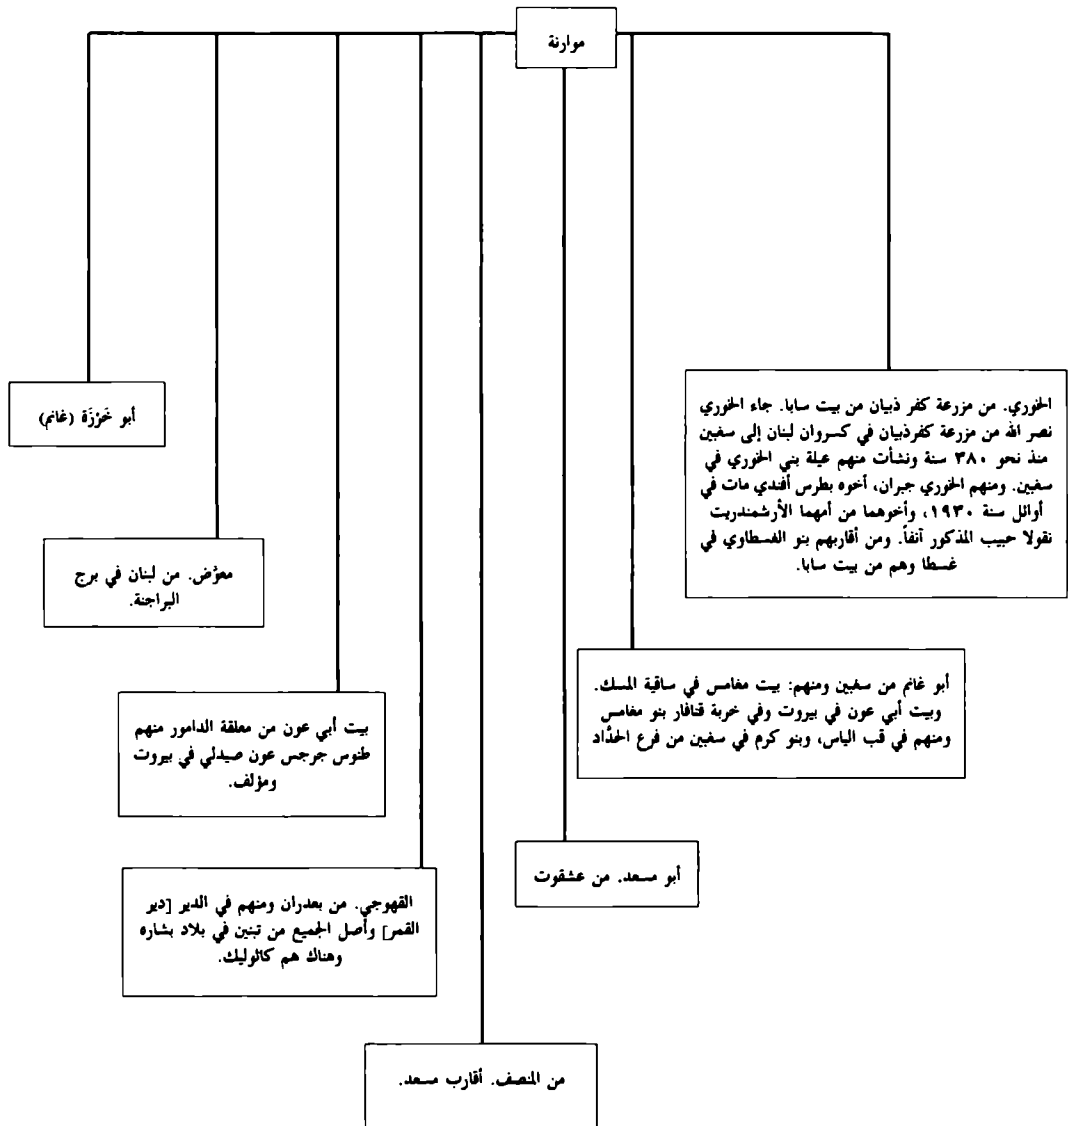 موارنة
الخوري. من مزرعة كفر ذبيان من بيت سابا. جاء الخوري
نصر الله من مزرعة كفرذبيان في كسروان لبنان إلى سغبين
منذ نحو ٣٨٠ سنة ونشأت منهم عيلة بني الخوري في
سغبين. ومنهم الخوري جبران، أخوه بطرس أفندي مات في
أوائل سنة ١٩٣٠، وأخوهما من أمهما الأرشمندريت
نقولا حبيب المذكور آنفاً. ومن أقاربهم بنو الغسطاوي في
غسطا وهم من بيت سابا.
أبو غانم من سغبين ومنهم: بيت مغامس في ساقية المسك.
وبيت أبي عون في بيروت وفي خربة قنافار بنو مغامس
ومنهم في قب الياس، وبنو كرم في سغبين من فرع الحدّاد
أبو مسعد. من عشقوت
من المنصف. أقارب مسعد.
القهوجي. من بعدران ومنهم في الدير [دير
القمر] وأصل الجميع من تبنين في بلاد بشاره
وهناك هم كاثوليك.
بيت أبي عون من معلقة الدامور منهم
طنوس جرجس عون صيدلي في بيروت
ومؤلف.
معوّض. من لبنان في برج
البراجنة.
أبو خَرْزَة (غانم)